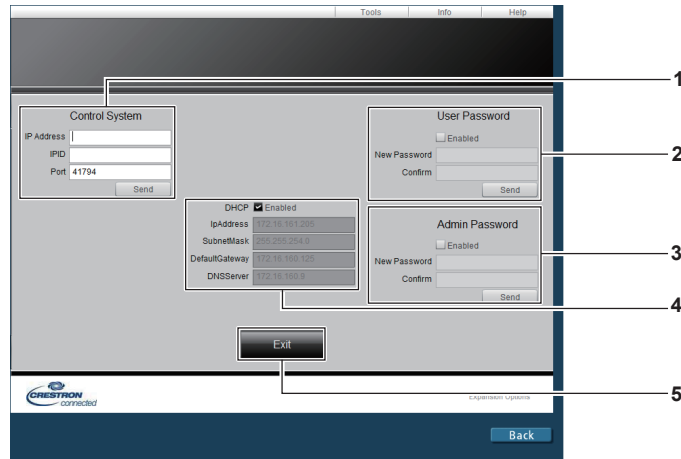 Tools Info Help
1
Control System
IP Address
IPID
Port 41794
Send
User Password
Enabled
New Password
Confirm
Send
2
DHCP Enabled
IpAddress 172.16.161.205
SubnetMask 255.255.254.0
DefaultGateway 172.16.160.125
DNSServer 172.16.160.9
Admin Password
Enabled
New Password
Confirm
Send
3
4
Exit
5
CRESTRON
connected
Expansion Options
Back